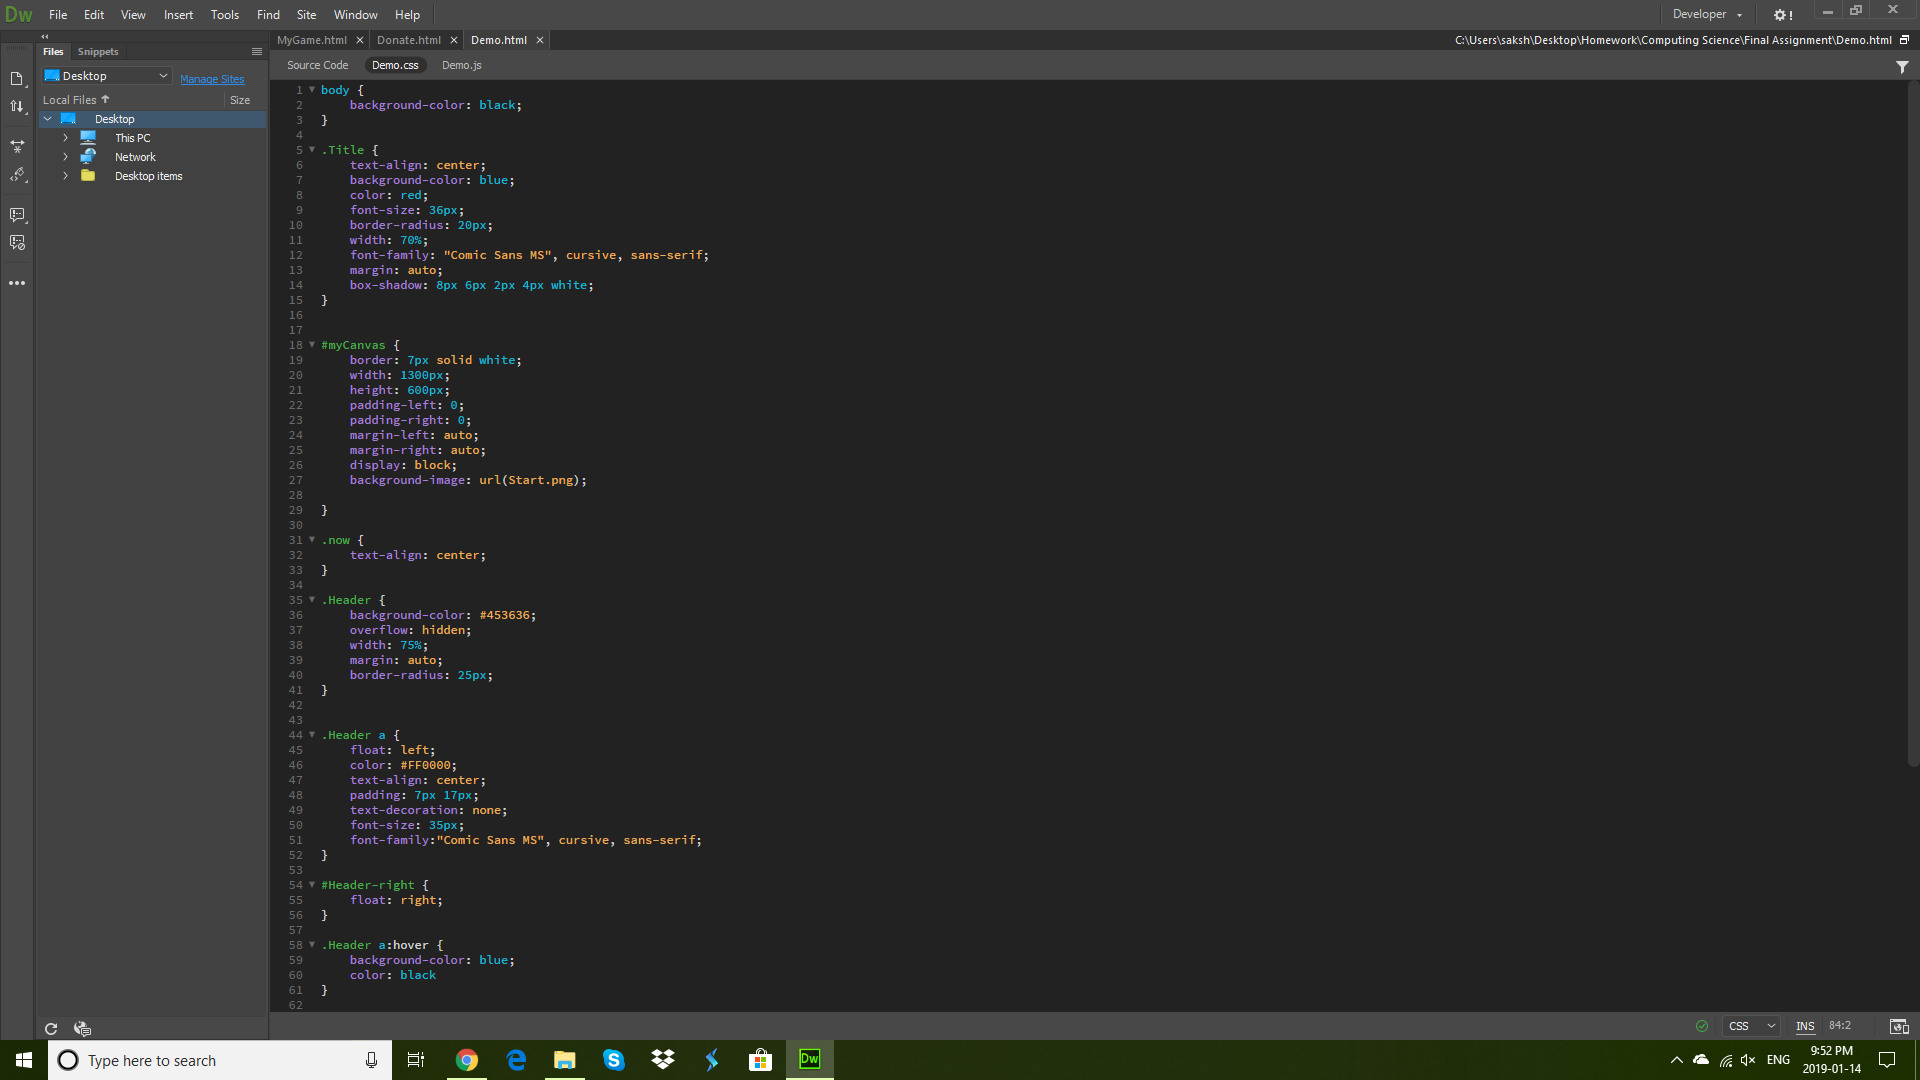 Dw File Edit View Insert Tools Find Site Window Help Developer
Files Snippets
MyGame.html Donate.html Demo.html C:\Users\saksh\Desktop\Homework\Computing Science\Final Assignment\Demo.html
Source Code Demo.css Demo.js
Desktop Manage Sites
Local Files Size
Desktop
This PC
Network
Desktop items
1 body {
2 background-color: black;
3 }
4
5 .Title {
6 text-align: center;
7 background-color: blue;
8 color: red;
9 font-size: 36px;
10 border-radius: 20px;
11 width: 70%;
12 font-family: "Comic Sans MS", cursive, sans-serif;
13 margin: auto;
14 box-shadow: 8px 6px 2px 4px white;
15 }
16
17
18 #myCanvas {
19 border: 7px solid white;
20 width: 1300px;
21 height: 600px;
22 padding-left: 0;
23 padding-right: 0;
24 margin-left: auto;
25 margin-right: auto;
26 display: block;
27 background-image: url(Start.png);
28
29 }
30
31 .now {
32 text-align: center;
33 }
34
35 .Header {
36 background-color: #453636;
37 overflow: hidden;
38 width: 75%;
39 margin: auto;
40 border-radius: 25px;
41 }
42
43
44 .Header a {
45 float: left;
46 color: #FF0000;
47 text-align: center;
48 padding: 7px 17px;
49 text-decoration: none;
50 font-size: 35px;
51 font-family:"Comic Sans MS", cursive, sans-serif;
52 }
53
54 #Header-right {
55 float: right;
56 }
57
58 .Header a:hover {
59 background-color: blue;
60 color: black
61 }
62
CSS INS 84:2
Type here to search
Dw
ENG
9:52 PM
2019-01-14